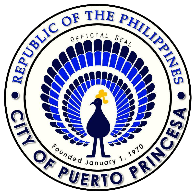 REPUBLIC OF THE PHILIPPINES
OFFICIAL SEAL
Founded January 1, 1970
CITY OF PUERTO PRINCESA